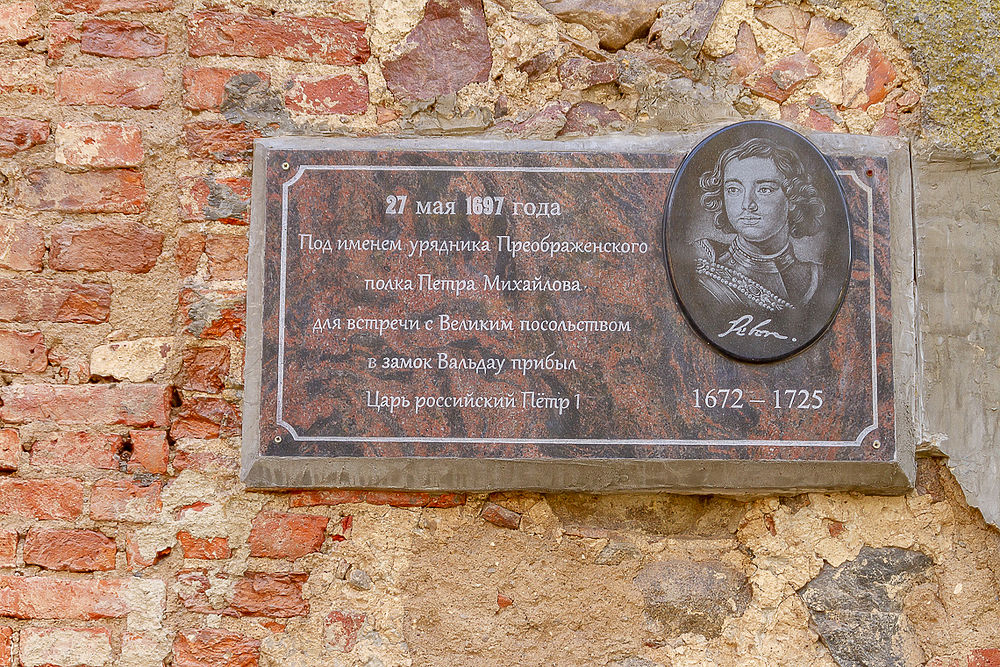 27 мая 1697 года
Под именем урядника Преображенского
полка Петра Михайлова
для встречи с Великим посольством
в замок Вальдау прибыл
Царь российский Пётр I
1672 – 1725